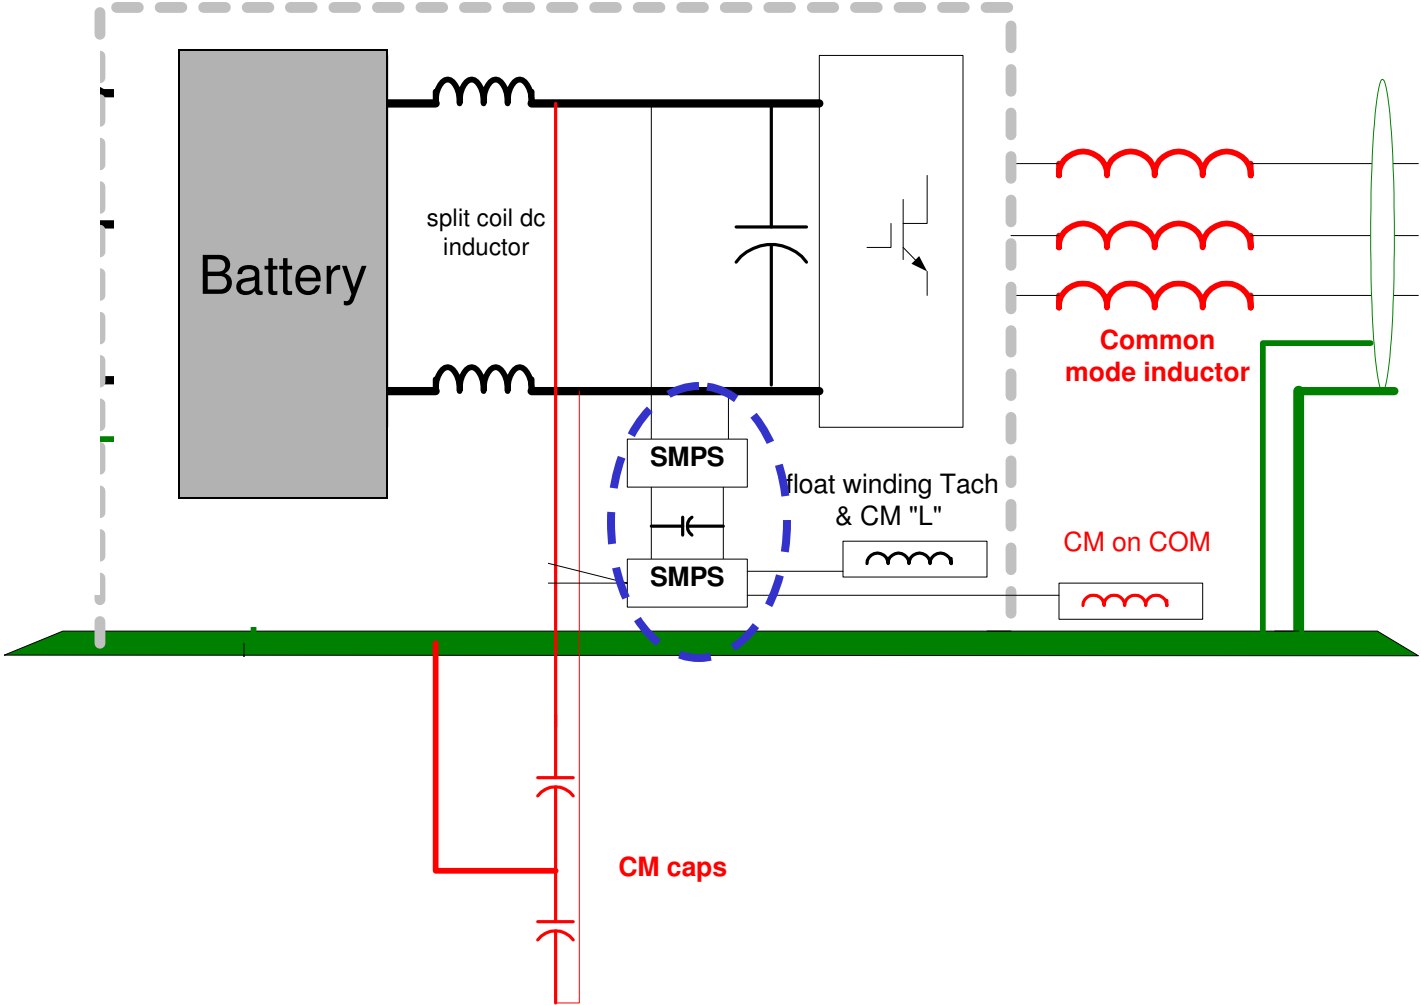 split coil dc
inductor
Battery
Common
mode inductor
SMPS
float winding Tach
& CM "L"
CM on COM
SMPS
CM caps